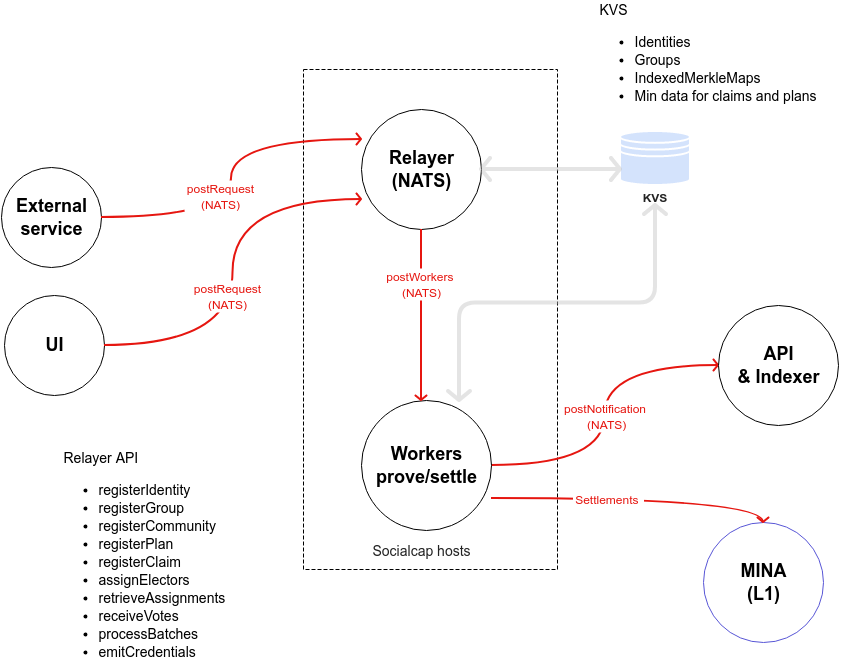 KVS
Identities
Groups
IndexedMerkleMaps
Min data for claims and plans
KVS
Relayer
(NATS)
External
service
postRequest
(NATS)
postRequest
(NATS)
UI
postWorkers
(NATS)
API
& Indexer
postNotification
(NATS)
Workers
prove/settle
Settlements
Socialcap hosts
MINA
(L1)
Relayer API
registerIdentity
registerGroup
registerCommunity
registerPlan
registerClaim
assignElectors
retrieveAssignments
receiveVotes
processBatches
emitCredentials